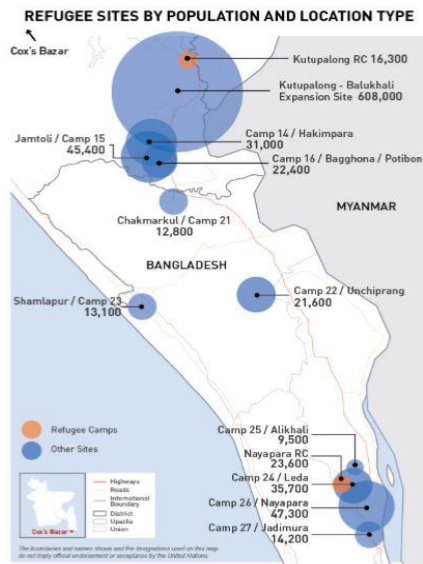 REFUGEE SITES BY POPULATION AND LOCATION TYPE
Cox's Bazar
Kutupalong RC 16,300
Kutupalong - Balukhali
Expansion Site 608,000
Jamtoli / Camp 15
45,400
Camp 14 / Hakimpara
31,000
Camp 16 / Bagghona / Potibon
22,400
Chakmarkul / Camp 21
12,800
MYANMAR
BANGLADESH
Shamlapur / Camp 23
13,100
Camp 22 / Unchiprang
21,600
Camp 25 / Alikhali
9,500
Nayapara RC
23,600
Camp 24 / Leda
35,700
Camp 26 / Nayapara
47,300
Camp 27 / Jadimura
14,200
Refugee Camps
Other Sites
Highways
Roads
International
Boundary
District
Upazila
Union
Cox's Bazar
The boundaries and names shown and the designations used on this map
do not imply official endorsement or acceptance by the United Nations.